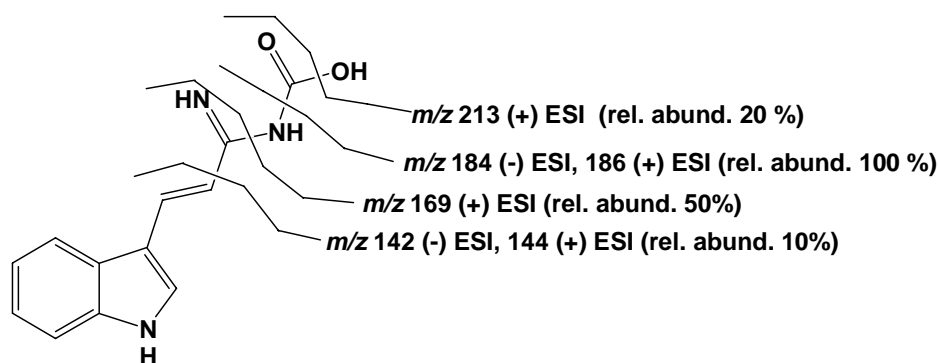 O
OH
HN
NH
m/z 213 (+) ESI (rel. abund. 20 %)
m/z 184 (-) ESI, 186 (+) ESI (rel. abund. 100 %)
m/z 169 (+) ESI (rel. abund. 50%)
m/z 142 (-) ESI, 144 (+) ESI (rel. abund. 10%)
N
H